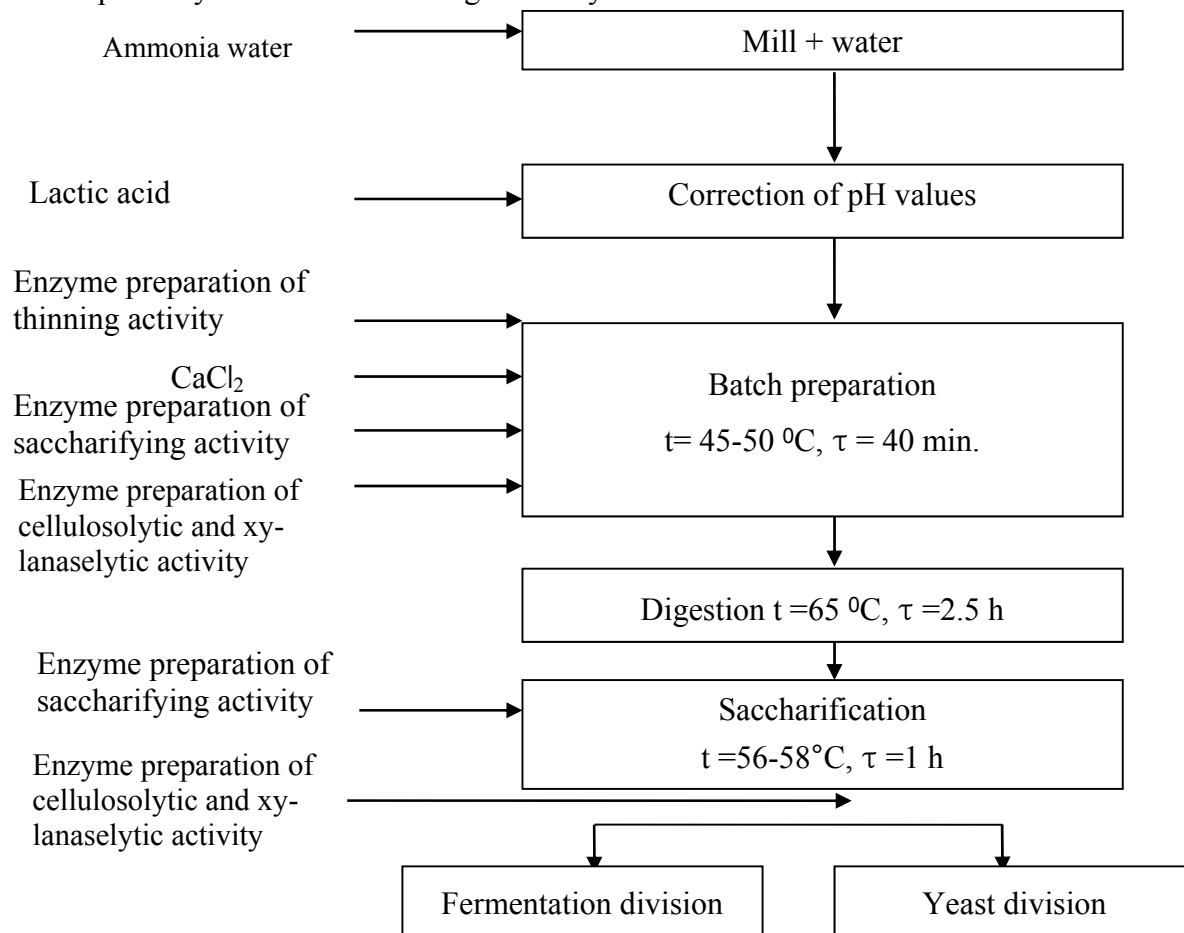 Ammonia water
Mill + water
Lactic acid
Correction of pH values
Enzyme preparation of
thinning activity
CaCl₂
Enzyme preparation of
saccharifying activity
Enzyme preparation of
cellulosolytic and xy-
lanaselytic activity
Batch preparation
t= 45-50 ⁰C, τ = 40 min.
Digestion t =65 ⁰C, τ =2.5 h
Enzyme preparation of
saccharifying activity
Saccharification
t =56-58°C, τ =1 h
Enzyme preparation of
cellulosolytic and xy-
lanaselytic activity
Fermentation division
Yeast division